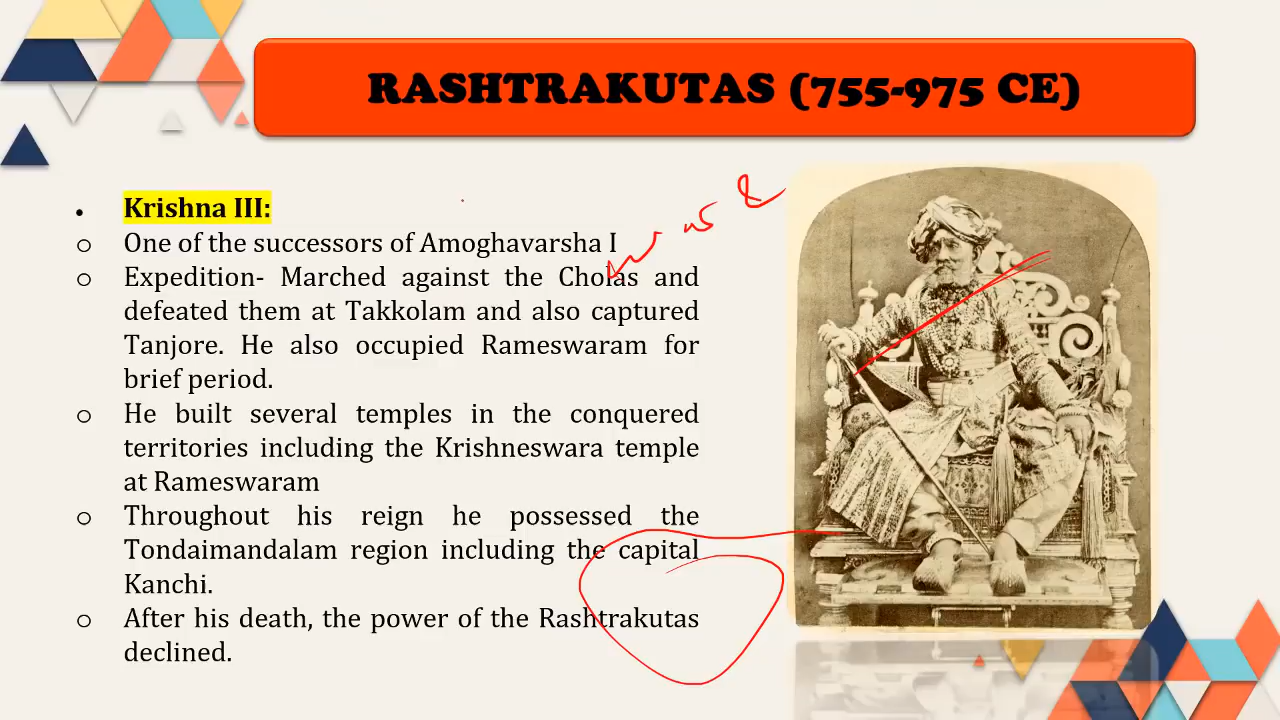 RASHTRAKUTAS (755-975 CE)
• Krishna III:
o One of the successors of Amoghavarsha I
o Expedition- Marched against the Cholas and
defeated them at Takkolam and also captured
Tanjore. He also occupied Rameswaram for
brief period.
o He built several temples in the conquered
territories including the Krishneswara temple
at Rameswaram
o Throughout his reign he possessed the
Tondaimandalam region including the capital
Kanchi.
o After his death, the power of the Rashtrakutas
declined.